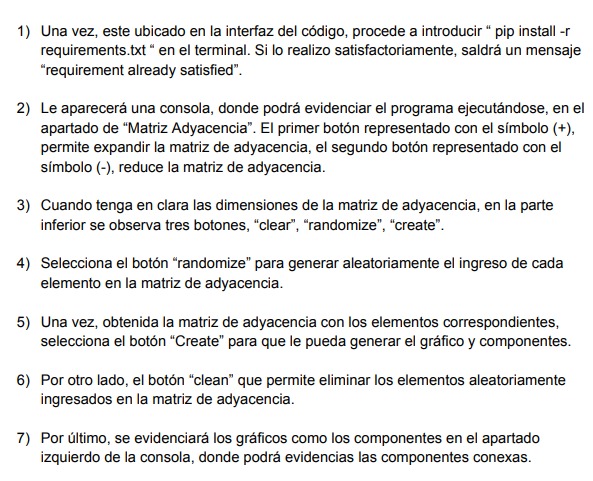 1) Una vez, este ubicado en la interfaz del código, procede a introducir “ pip install -r
requirements.txt “ en el terminal. Si lo realizo satisfactoriamente, saldrá un mensaje
“requirement already satisfied”.
2) Le aparecerá una consola, donde podrá evidenciar el programa ejecutándose, en el
apartado de “Matriz Adyacencia”. El primer botón representado con el símbolo (+),
permite expandir la matriz de adyacencia, el segundo botón representado con el
símbolo (-), reduce la matriz de adyacencia.
3) Cuando tenga en clara las dimensiones de la matriz de adyacencia, en la parte
inferior se observa tres botones, “clear”, “randomize”, “create”.
4) Selecciona el botón “randomize” para generar aleatoriamente el ingreso de cada
elemento en la matriz de adyacencia.
5) Una vez, obtenida la matriz de adyacencia con los elementos correspondientes,
selecciona el botón “Create” para que le pueda generar el gráfico y componentes.
6) Por otro lado, el botón “clean” que permite eliminar los elementos aleatoriamente
ingresados en la matriz de adyacencia.
7) Por último, se evidenciará los gráficos como los componentes en el apartado
izquierdo de la consola, donde podrá evidencias las componentes conexas.